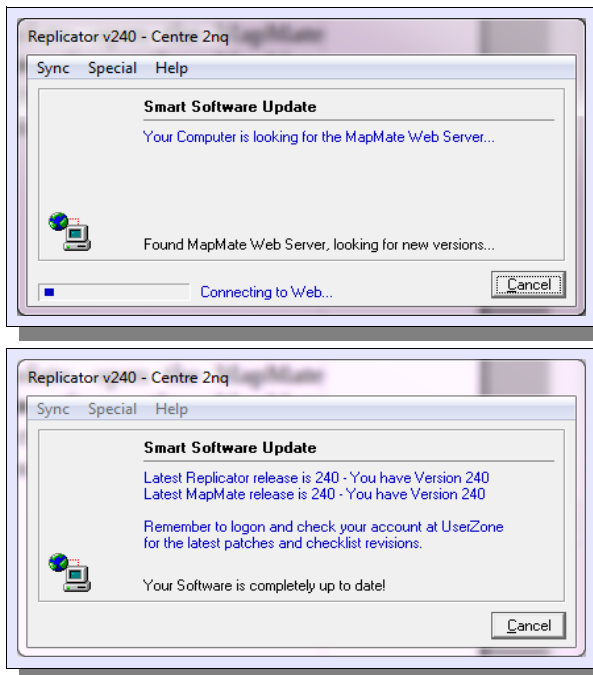 Replicator v240 - Centre 2nq
Sync Special Help
Smart Software Update
Your Computer is looking for the MapMate Web Server...
Found MapMate Web Server, looking for new versions...
Connecting to Web...
Cancel
Replicator v240 - Centre 2nq
Sync Special Help
Smart Software Update
Latest Replicator release is 240 - You have Version 240
Latest MapMate release is 240 - You have Version 240
Remember to logon and check your account at UserZone
for the latest patches and checklist revisions.
Your Software is completely up to date!
Cancel